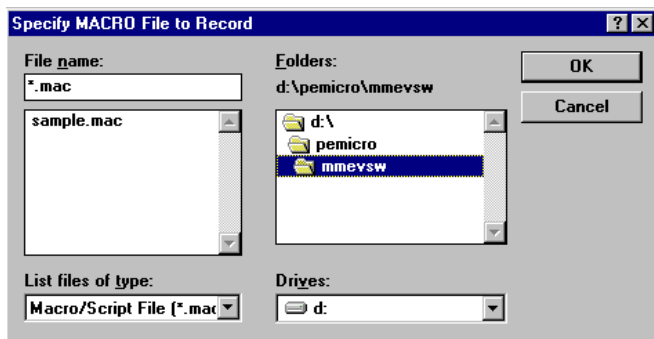 Specify MACRO File to Record
File name:
*.mac
sample.mac
List files of type:
Macro/Script File (*.mac
Folders:
d:\pemicro\mmevsw
d:\
pemicro
mmevsw
Drives:
d:
OK
Cancel